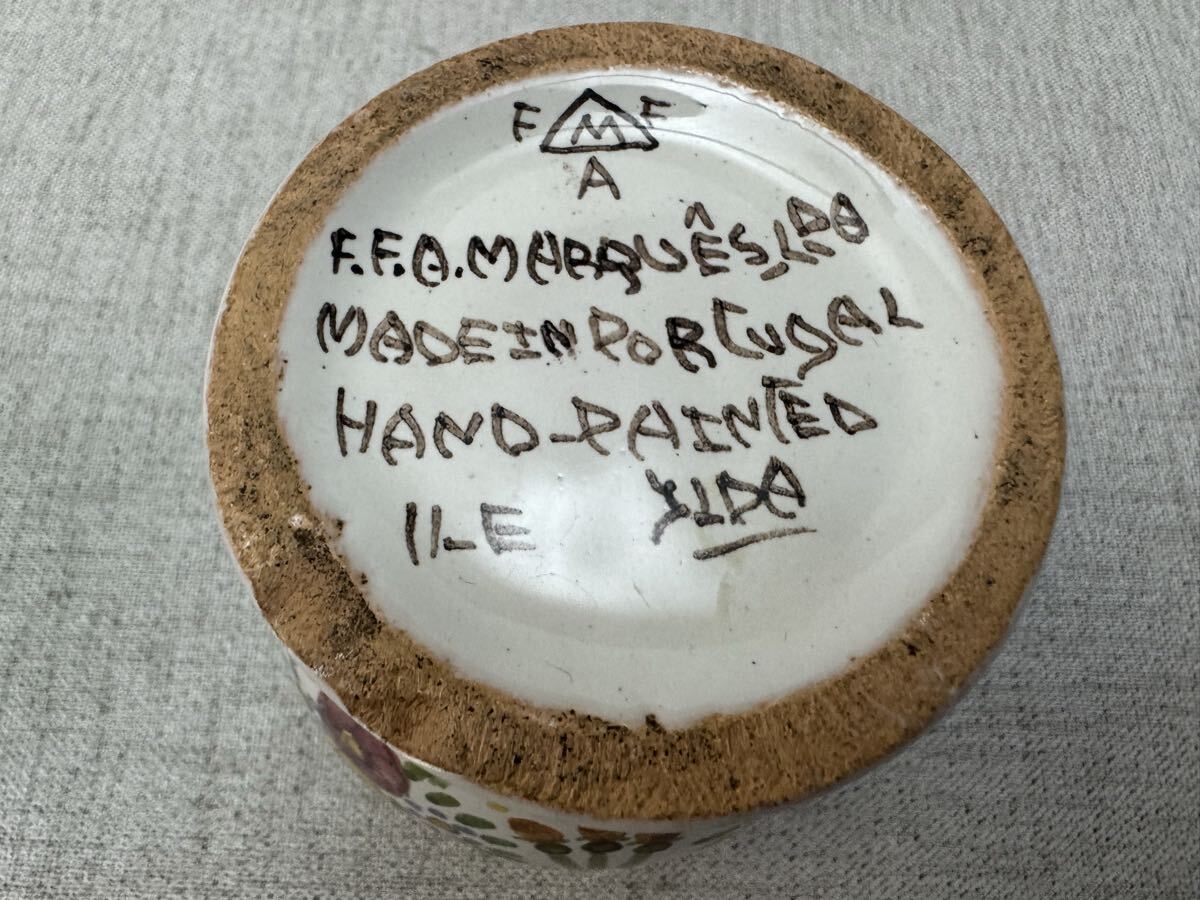 F M F
A
F.F.A. MARQUÊS, LDA
MADE IN PORTUGAL
HAND-PAINTED
11-E